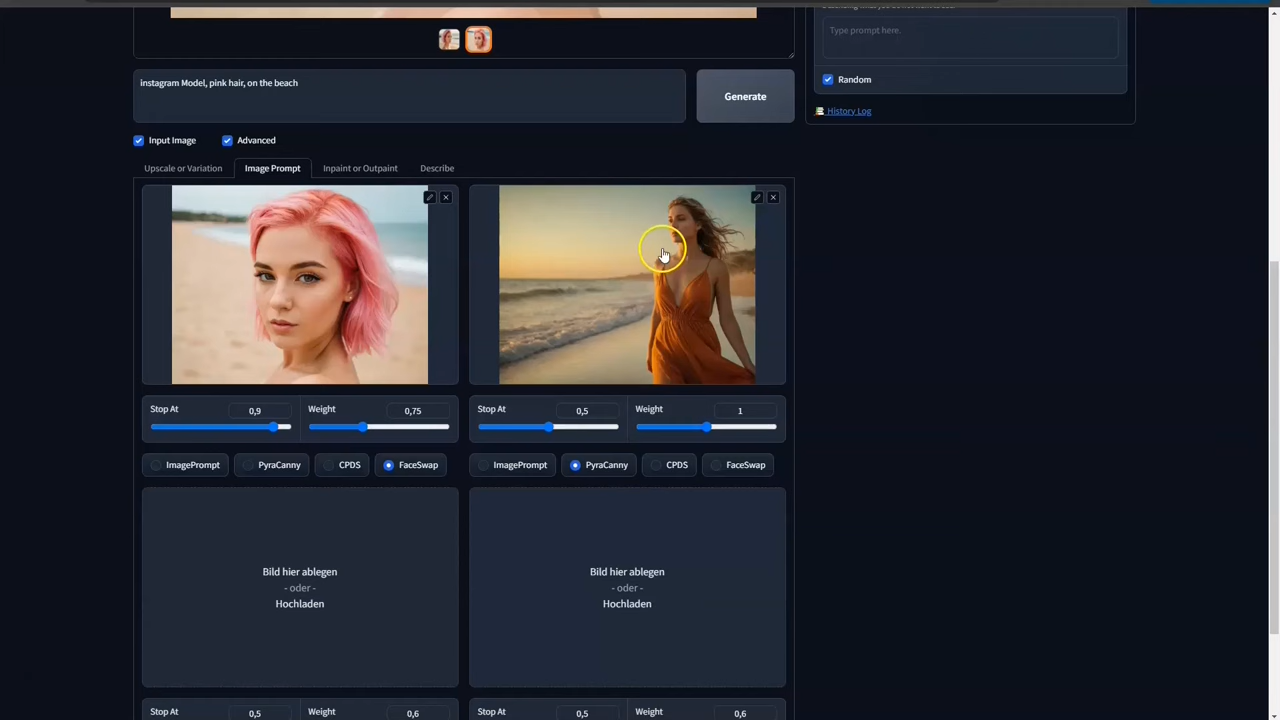 Type prompt here.
Random
History Log
instagram Model, pink hair, on the beach
Generate
Input Image
Advanced
Upscale or Variation
Image Prompt
Inpaint or Outpaint
Describe
Stop At
0,9
Weight
0,75
Stop At
0,5
Weight
1
ImagePrompt
PyraCanny
CPDS
FaceSwap
ImagePrompt
PyraCanny
CPDS
FaceSwap
Bild hier ablegen
- oder -
Hochladen
Bild hier ablegen
- oder -
Hochladen
Stop At
0,5
Weight
0,6
Stop At
0,5
Weight
0,6